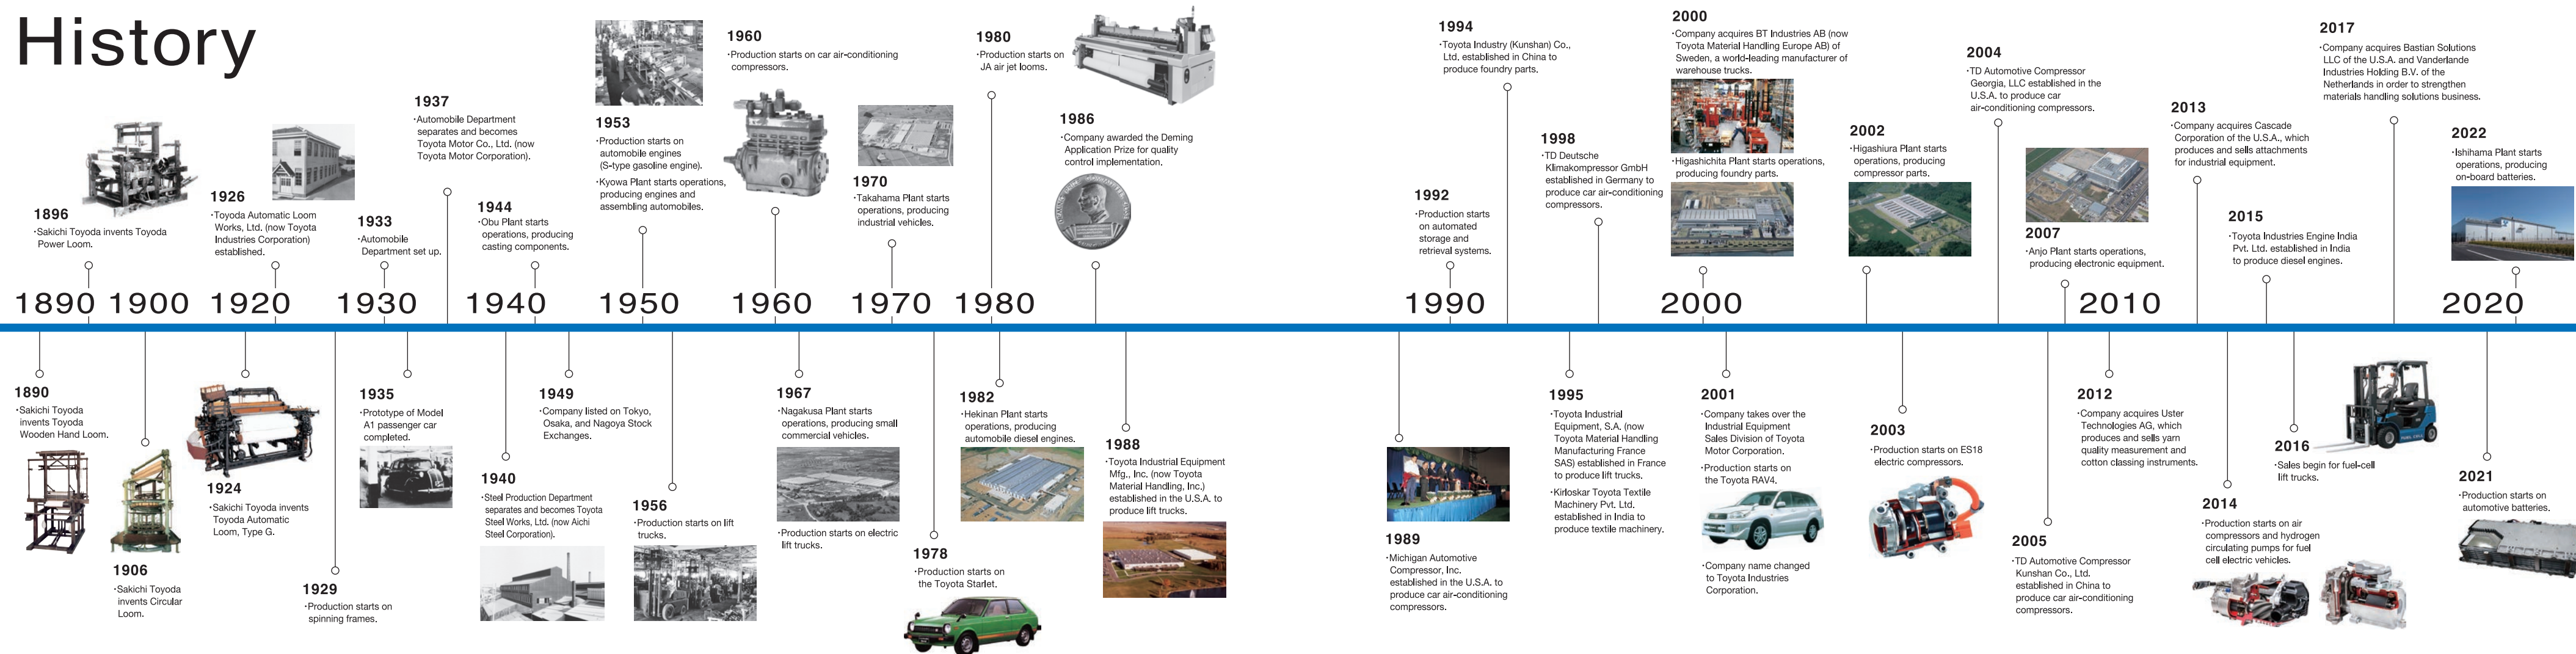 History
1896
・Sakichi Toyoda invents Toyoda
Power Loom.
1926
・Toyoda Automatic Loom
Works, Ltd. (now Toyota
Industries Corporation)
established.
1933
・Automobile
Department set up.
1937
・Automobile Department
separates and becomes
Toyota Motor Co., Ltd. (now
Toyota Motor Corporation).
1944
・Obu Plant starts
operations, producing
casting components.
1953
・Production starts on
automobile engines
(S-type gasoline engine).
・Kyowa Plant starts operations,
producing engines and
assembling automobiles.
1960
・Production starts on car air-conditioning
compressors.
1970
・Takahama Plant starts
operations, producing
industrial vehicles.
1980
・Production starts on
JA air jet looms.
1986
・Company awarded the Deming
Application Prize for quality
control implementation.
1992
・Production starts
on automated
storage and
retrieval systems.
1994
・Toyota Industry (Kunshan) Co.,
Ltd. established in China to
produce foundry parts.
1998
・TD Deutsche
Klimakompressor GmbH
established in Germany to
produce car air-conditioning
compressors.
2000
・Company acquires BT Industries AB (now
Toyota Material Handling Europe AB) of
Sweden, a world-leading manufacturer of
warehouse trucks.
・Higashichita Plant starts operations,
producing foundry parts.
2002
・Higashiura Plant starts
operations, producing
compressor parts.
2004
・TD Automotive Compressor
Georgia, LLC established in the
U.S.A. to produce car
air-conditioning compressors.
2007
・Anjo Plant starts operations,
producing electronic equipment.
2013
・Company acquires Cascade
Corporation of the U.S.A., which
produces and sells attachments
for industrial equipment.
2015
・Toyota Industries Engine India
Pvt. Ltd. established in India
to produce diesel engines.
2017
・Company acquires Bastian Solutions
LLC of the U.S.A. and Vanderlande
Industries Holding B.V. of the
Netherlands in order to strengthen
materials handling solutions business.
2022
・Ishihama Plant starts
operations, producing
on-board batteries.
1890 1900 1920 1930 1940 1950 1960 1970 1980 1990 2000 2010 2020
1890
・Sakichi Toyoda
invents Toyoda
Wooden Hand Loom.
1906
・Sakichi Toyoda
invents Circular
Loom.
1924
・Sakichi Toyoda invents
Toyoda Automatic
Loom, Type G.
1929
・Production starts on
spinning frames.
1935
・Prototype of Model
A1 passenger car
completed.
1940
・Steel Production Department
separates and becomes Toyota
Steel Works, Ltd. (now Aichi
Steel Corporation).
1949
・Company listed on Tokyo,
Osaka, and Nagoya Stock
Exchanges.
1956
・Production starts on lift
trucks.
1967
・Nagakusa Plant starts
operations, producing small
commercial vehicles.
・Production starts on electric
lift trucks.
1978
・Production starts on
the Toyota Starlet.
1982
・Hekinan Plant starts
operations, producing
automobile diesel engines.
1988
・Toyota Industrial Equipment
Mfg., Inc. (now Toyota
Material Handling, Inc.)
established in the U.S.A. to
produce lift trucks.
1989
・Michigan Automotive
Compressor, Inc.
established in the U.S.A. to
produce car air-conditioning
compressors.
1995
・Toyota Industrial
Equipment, S.A. (now
Toyota Material Handling
Manufacturing France
SAS) established in France
to produce lift trucks.
・Kirloskar Toyota Textile
Machinery Pvt. Ltd.
established in India to
produce textile machinery.
2001
・Company takes over the
Industrial Equipment
Sales Division of Toyota
Motor Corporation.
・Production starts on
the Toyota RAV4.
・Company name changed
to Toyota Industries
Corporation.
2003
・Production starts on ES18
electric compressors.
2005
・TD Automotive Compressor
Kunshan Co., Ltd.
established in China to
produce car air-conditioning
compressors.
2012
・Company acquires Uster
Technologies AG, which
produces and sells yarn
quality measurement and
cotton classing instruments.
2014
・Production starts on air
compressors and hydrogen
circulating pumps for fuel
cell electric vehicles.
2016
・Sales begin for fuel-cell
lift trucks.
2021
・Production starts on
automotive batteries.